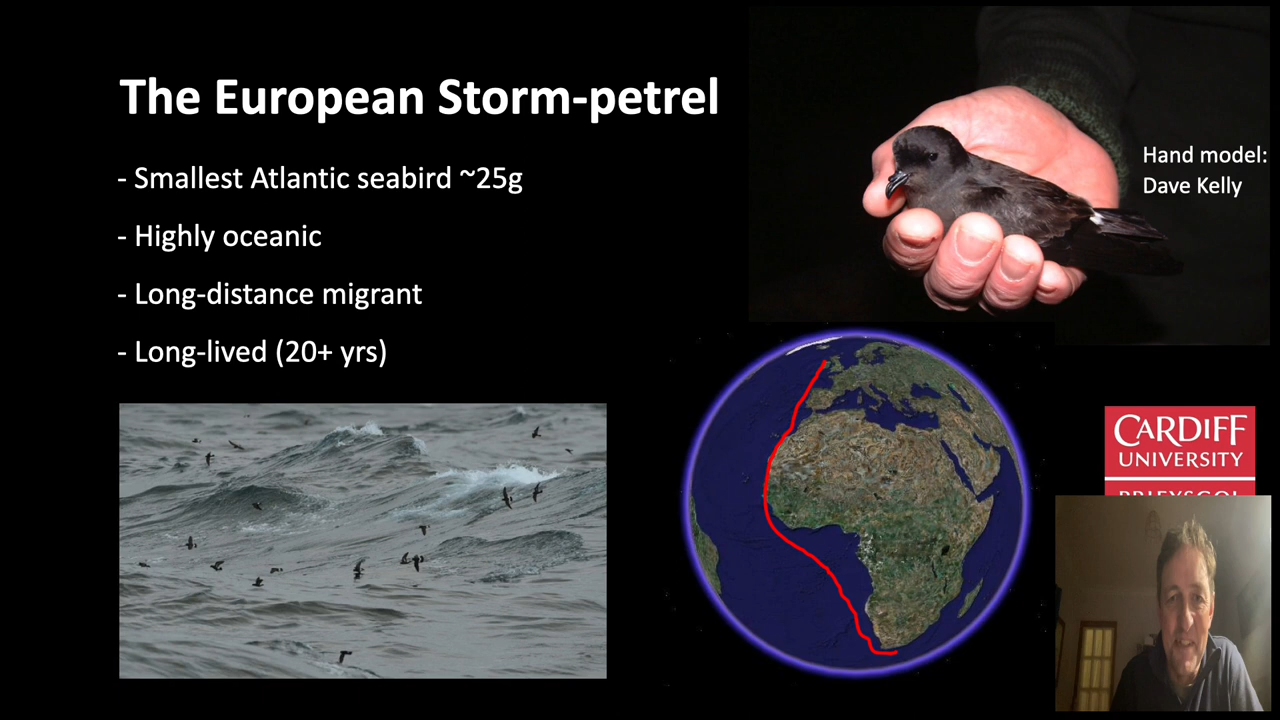 The European Storm-petrel
- Smallest Atlantic seabird ~25g
- Highly oceanic
- Long-distance migrant
- Long-lived (20+ yrs)
Hand model:
Dave Kelly
CARDIFF
UNIVERSITY